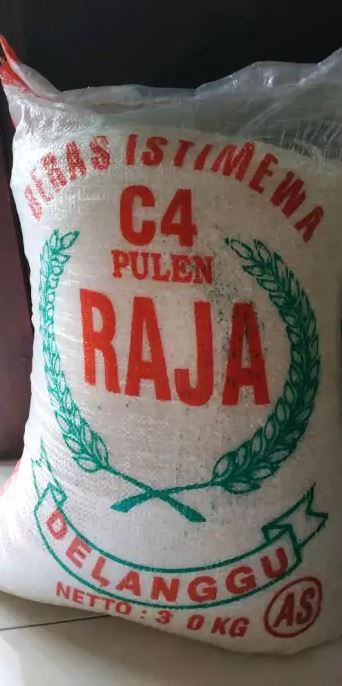 BERAS ISTIMEWA
C4
PULEN
RAJA
DELANGGU
NETTO : 3 0 KG
AS